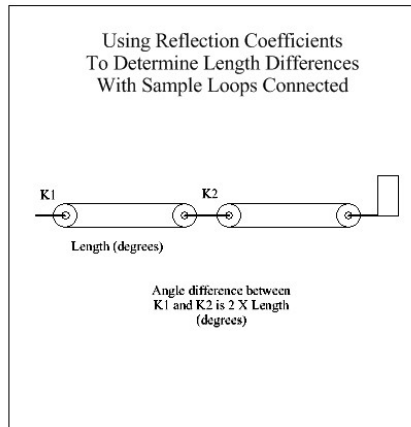 Using Reflection Coefficients
To Determine Length Differences
With Sample Loops Connected
K1
K2
Length (degrees)
Angle difference between
K1 and K2 is 2 X Length
(degrees)